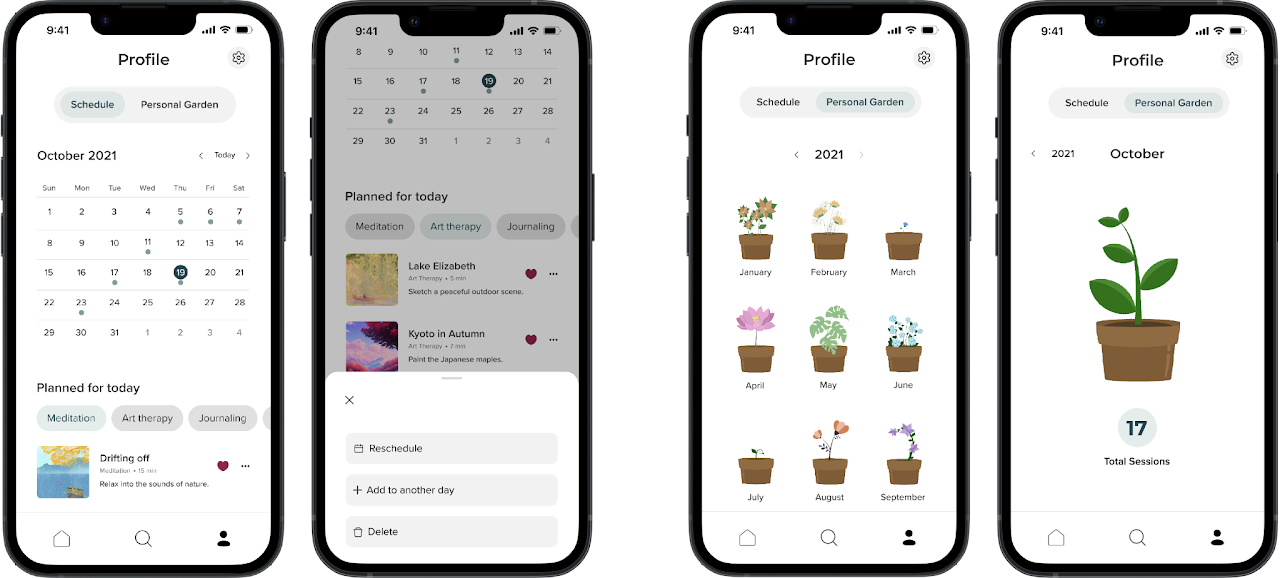 9:41
Profile
Schedule Personal Garden
October 2021 Today
Sun Mon Tue Wed Thu Fri Sat
1 2 3 4 5 6 7
8 9 10 11 12 13 14
15 16 17 18 19 20 21
22 23 24 25 26 27 28
29 30 31 1 2 3 4
Planned for today
Meditation Art therapy Journaling
Drifting off
Meditation • 15 min
Relax into the sounds of nature.
9:41
8 9 10 11 12 13 14
15 16 17 18 19 20 21
22 23 24 25 26 27 28
29 30 31 1 2 3 4
Planned for today
Meditation Art therapy Journaling
Lake Elizabeth
Art Therapy • 5 min
Sketch a peaceful outdoor scene.
Kyoto in Autumn
Art Therapy • 7 min
Paint the Japanese maples.
Reschedule
Add to another day
Delete
9:41
Profile
Schedule Personal Garden
2021
January February March
April May June
July August September
9:41
Profile
Schedule Personal Garden
2021 October
17
Total Sessions